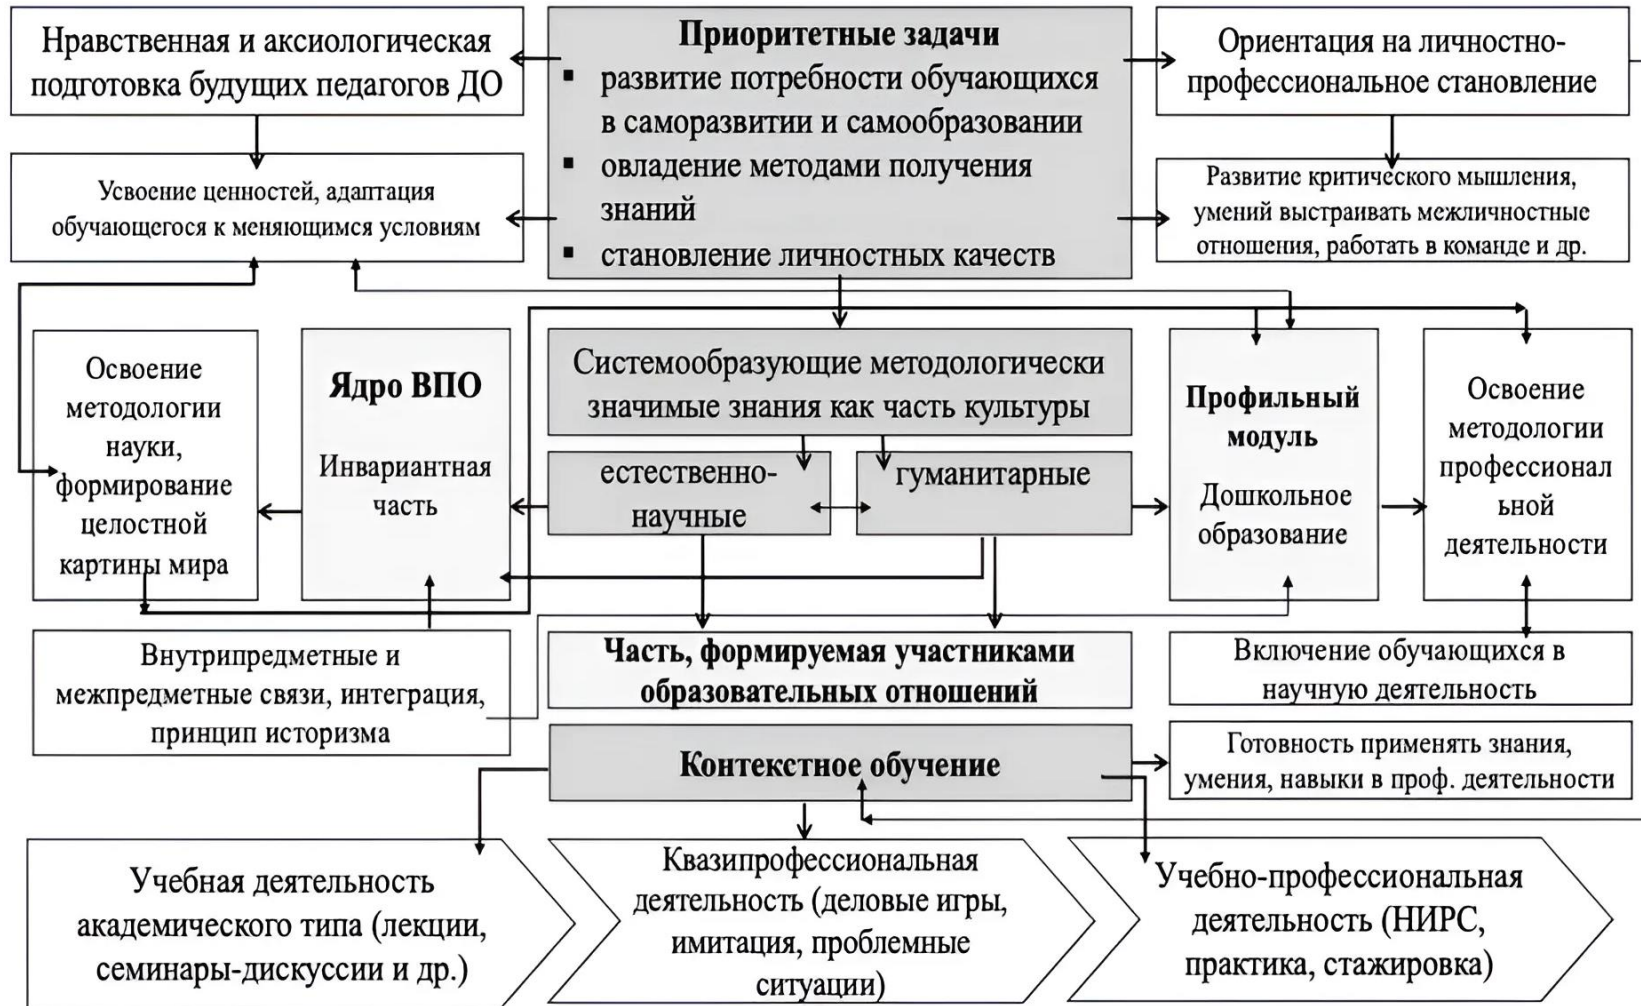 Нравственная и аксиологическая
подготовка будущих педагогов ДО
Приоритетные задачи
▪ развитие потребности обучающихся
в саморазвитии и самообразовании
▪ овладение методами получения
знаний
▪ становление личностных качеств
Ориентация на личностно-
профессиональное становление
Усвоение ценностей, адаптация
обучающегося к меняющимся условиям
Развитие критического мышления,
умений выстраивать межличностные
отношения, работать в команде и др.
Освоение
методологии
науки,
формирование
целостной
картины мира
Ядро ВПО
Инвариантная
часть
Системообразующие методологически
значимые знания как часть культуры
естественно-
научные
гуманитарные
Профильный
модуль
Дошкольное
образование
Освоение
методологии
профессионал
ьной
деятельности
Внутрипредметные и
межпредметные связи, интеграция,
принцип историзма
Часть, формируемая участниками
образовательных отношений
Включение обучающихся в
научную деятельность
Контекстное обучение
Готовность применять знания,
умения, навыки в проф. деятельности
Учебная деятельность
академического типа (лекции,
семинары-дискуссии и др.)
Квазипрофессиональная
деятельность (деловые игры,
имитация, проблемные
ситуации)
Учебно-профессиональная
деятельность (НИРС,
практика, стажировка)